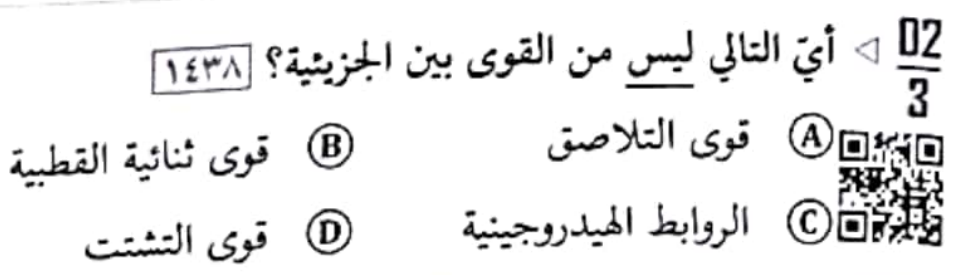 02/3 ◁ أيّ التالي ليس من القوى بين الجزيئية؟ ١٤٣٨
Ⓐ قوى التلاصق Ⓑ قوى ثنائية القطبية
Ⓒ الروابط الهيدروجينية Ⓓ قوى التشتت